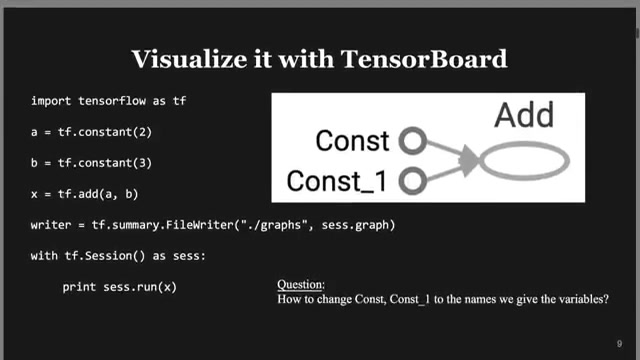 Visualize it with TensorBoard
import tensorflow as tf
a = tf.constant(2)
b = tf.constant(3)
x = tf.add(a, b)
writer = tf.summary.FileWriter("./graphs", sess.graph)
with tf.Session() as sess:
print sess.run(x)
Add
Const
Const_1
Question:
How to change Const, Const_1 to the names we give the variables?
9